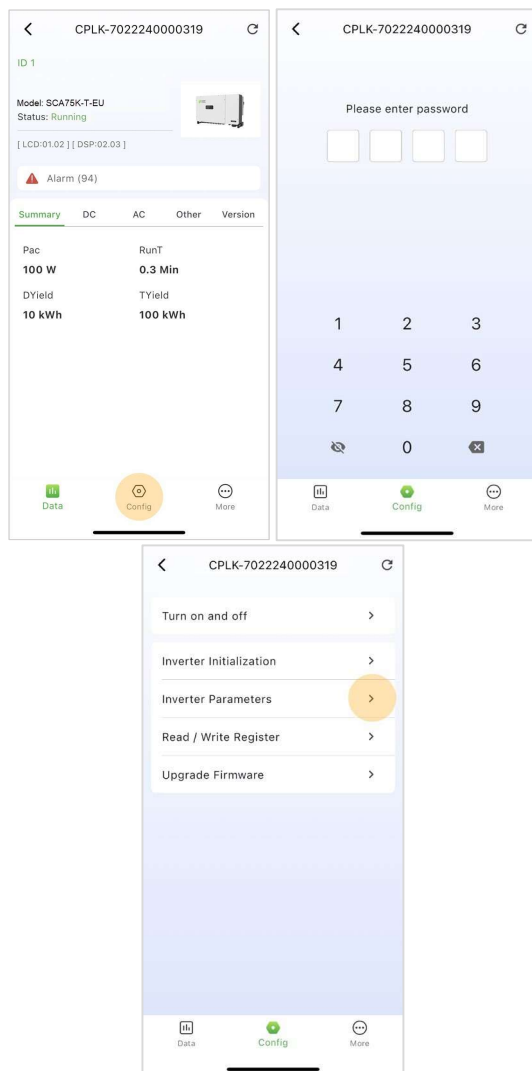 CPLK-7022240000319
ID 1
Model: SCA75K-T-EU
Status: Running
[ LCD:01.02 ] [ DSP:02.03 ]
Alarm (94)
Summary DC AC Other Version
Pac RunT
100 W 0.3 Min
DYield TYield
10 kWh 100 kWh
Data Config More
CPLK-7022240000319
Please enter password
1 2 3
4 5 6
7 8 9
0
Data Config More
CPLK-7022240000319
Turn on and off
Inverter Initialization
Inverter Parameters
Read / Write Register
Upgrade Firmware
Data Config More